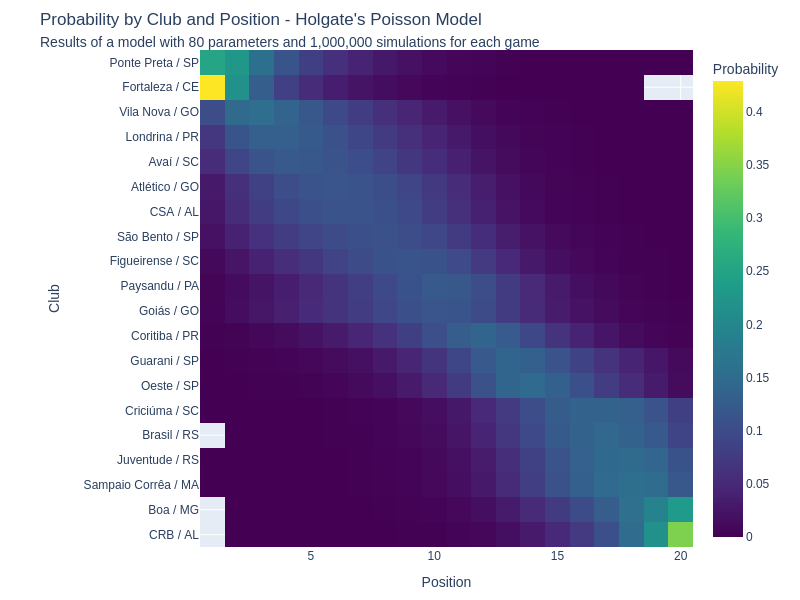 Probability by Club and Position - Holgate's Poisson Model
Results of a model with 80 parameters and 1,000,000 simulations for each game
Probability
Club
Ponte Preta / SP
Fortaleza / CE
Vila Nova / GO
Londrina / PR
Avaí / SC
Atlético / GO
CSA / AL
São Bento / SP
Figueirense / SC
Paysandu / PA
Goiás / GO
Coritiba / PR
Guarani / SP
Oeste / SP
Criciúma / SC
Brasil / RS
Juventude / RS
Sampaio Corrêa / MA
Boa / MG
CRB / AL
0.4
0.35
0.3
0.25
0.2
0.15
0.1
0.05
0
5 10 15 20
Position